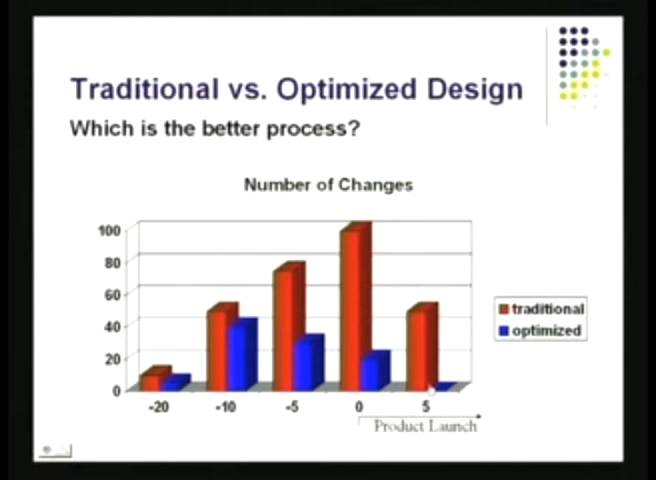 Traditional vs. Optimized Design
Which is the better process?
Number of Changes
100
80
60
40
20
0
traditional
optimized
-20 -10 -5 0 5
Product Launch